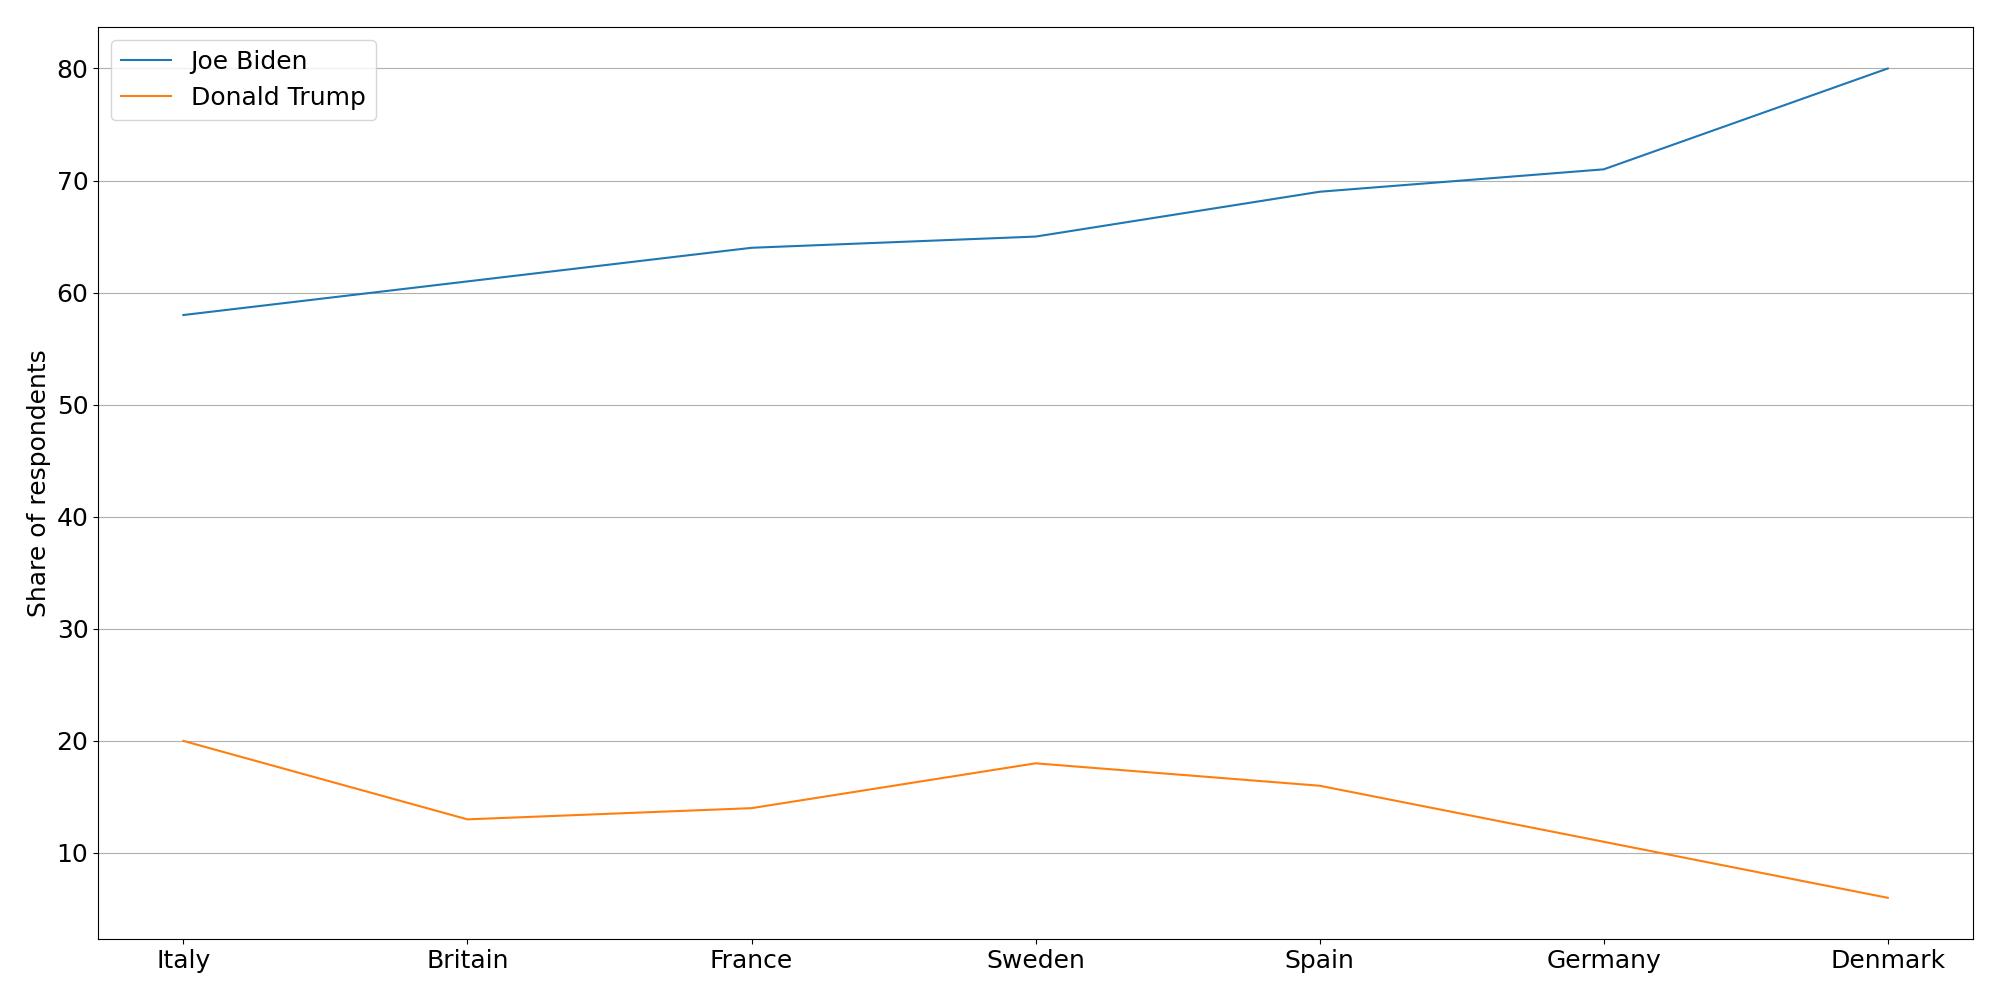 Joe Biden
Donald Trump
Share of respondents
80
70
60
50
40
30
20
10
Italy Britain France Sweden Spain Germany Denmark